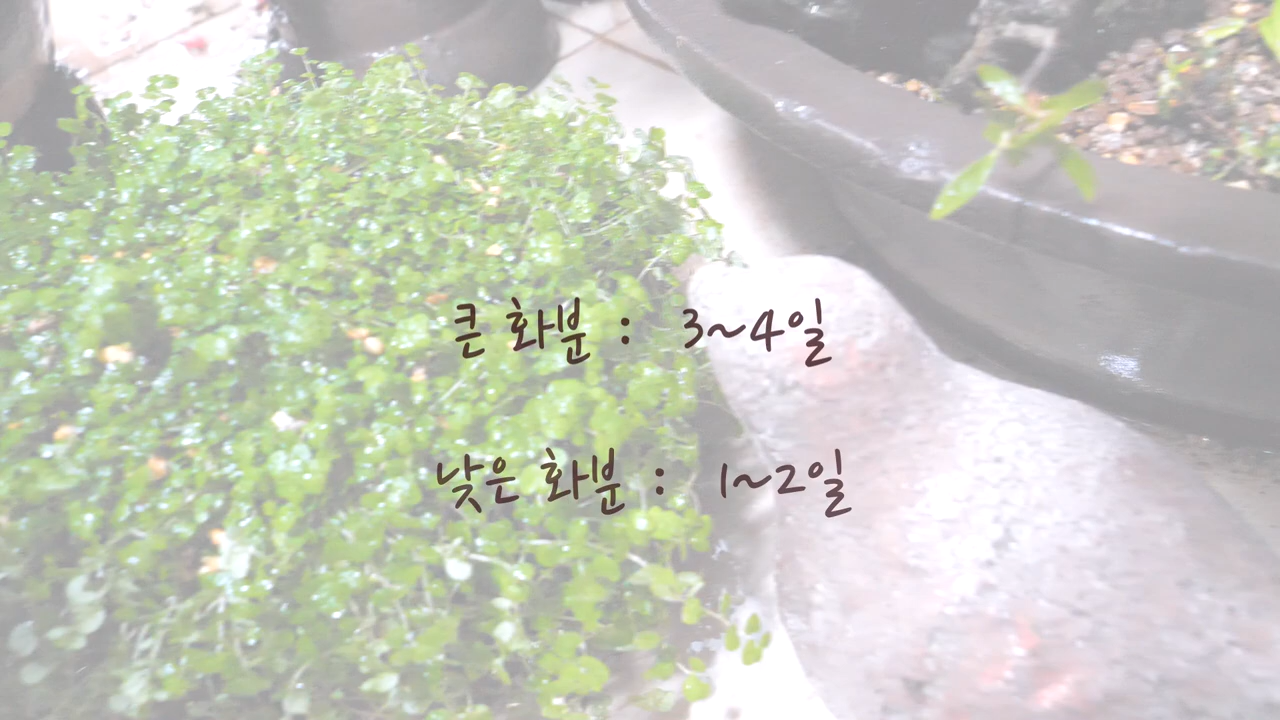 큰 화분 : 3~4일
낮은 화분 : 1~2일